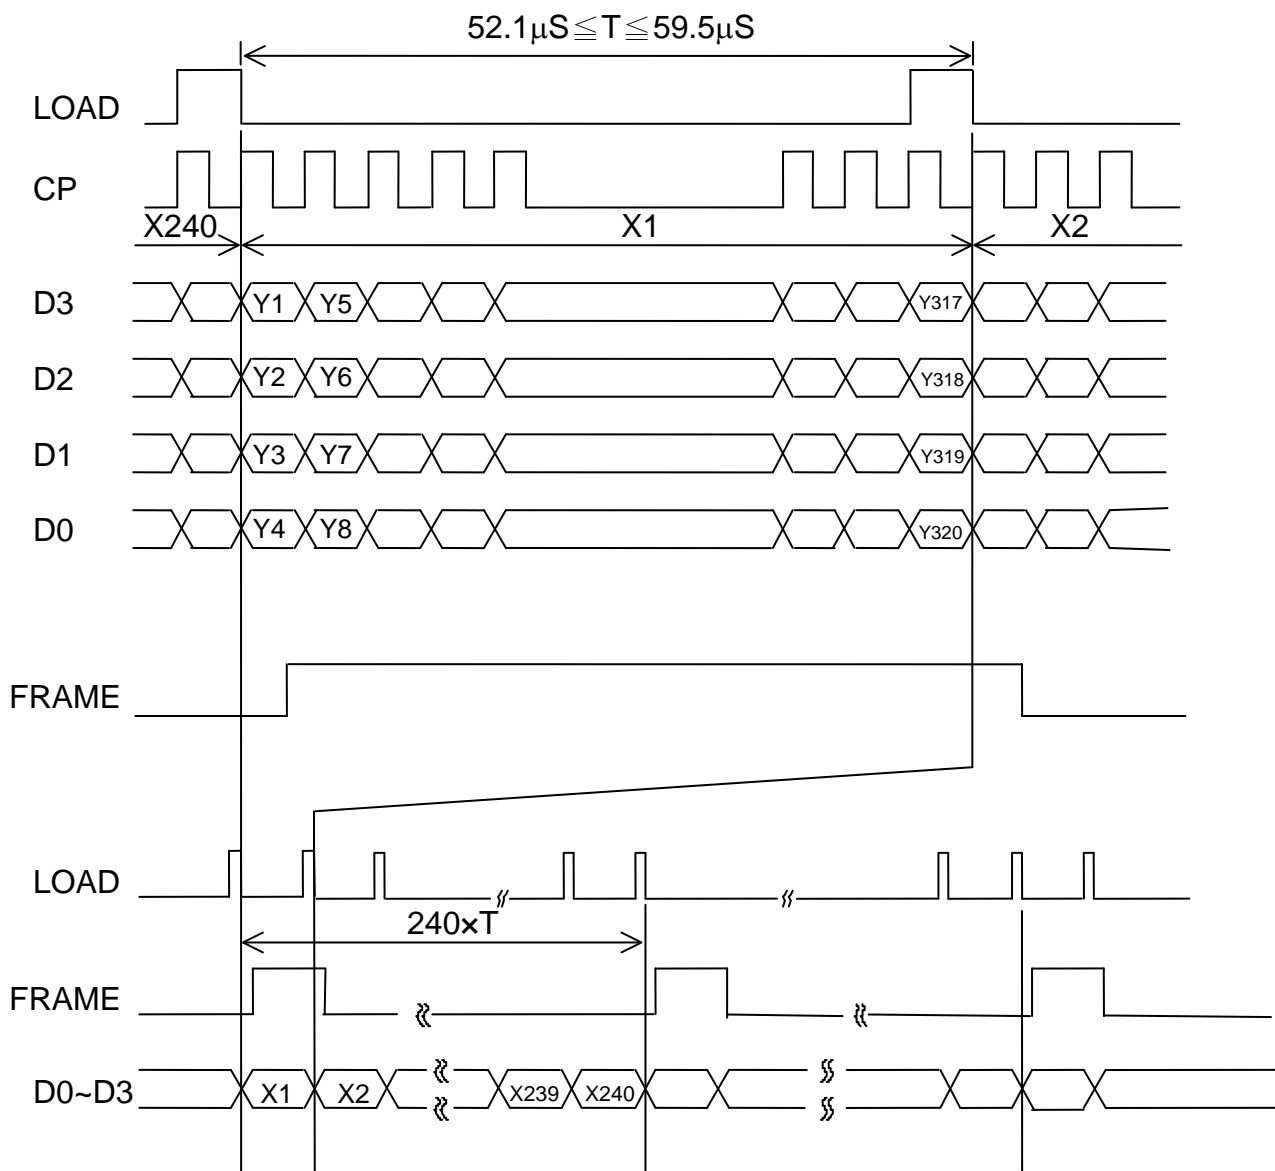 52.1μS≦T≦59.5μS
LOAD
CP
X240 X1 X2
D3 Y1 Y5 Y317
D2 Y2 Y6 Y318
D1 Y3 Y7 Y319
D0 Y4 Y8 Y320
FRAME
LOAD
240×T
FRAME
D0~D3 X1 X2 X239 X240